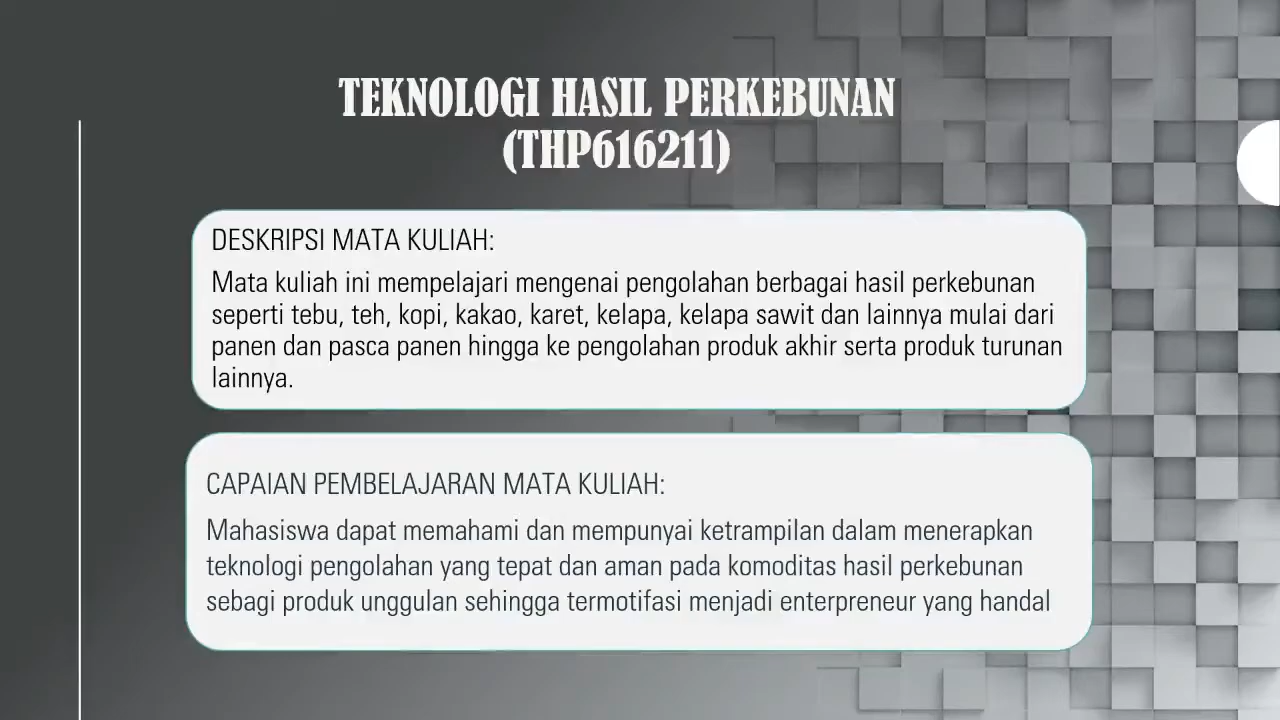 TEKNOLOGI HASIL PERKEBUNAN
(THP616211)
DESKRIPSI MATA KULIAH:
Mata kuliah ini mempelajari mengenai pengolahan berbagai hasil perkebunan
seperti tebu, teh, kopi, kakao, karet, kelapa, kelapa sawit dan lainnya mulai dari
panen dan pasca panen hingga ke pengolahan produk akhir serta produk turunan
lainnya.
CAPAIAN PEMBELAJARAN MATA KULIAH:
Mahasiswa dapat memahami dan mempunyai ketrampilan dalam menerapkan
teknologi pengolahan yang tepat dan aman pada komoditas hasil perkebunan
sebagi produk unggulan sehingga termotifasi menjadi enterpreneur yang handal